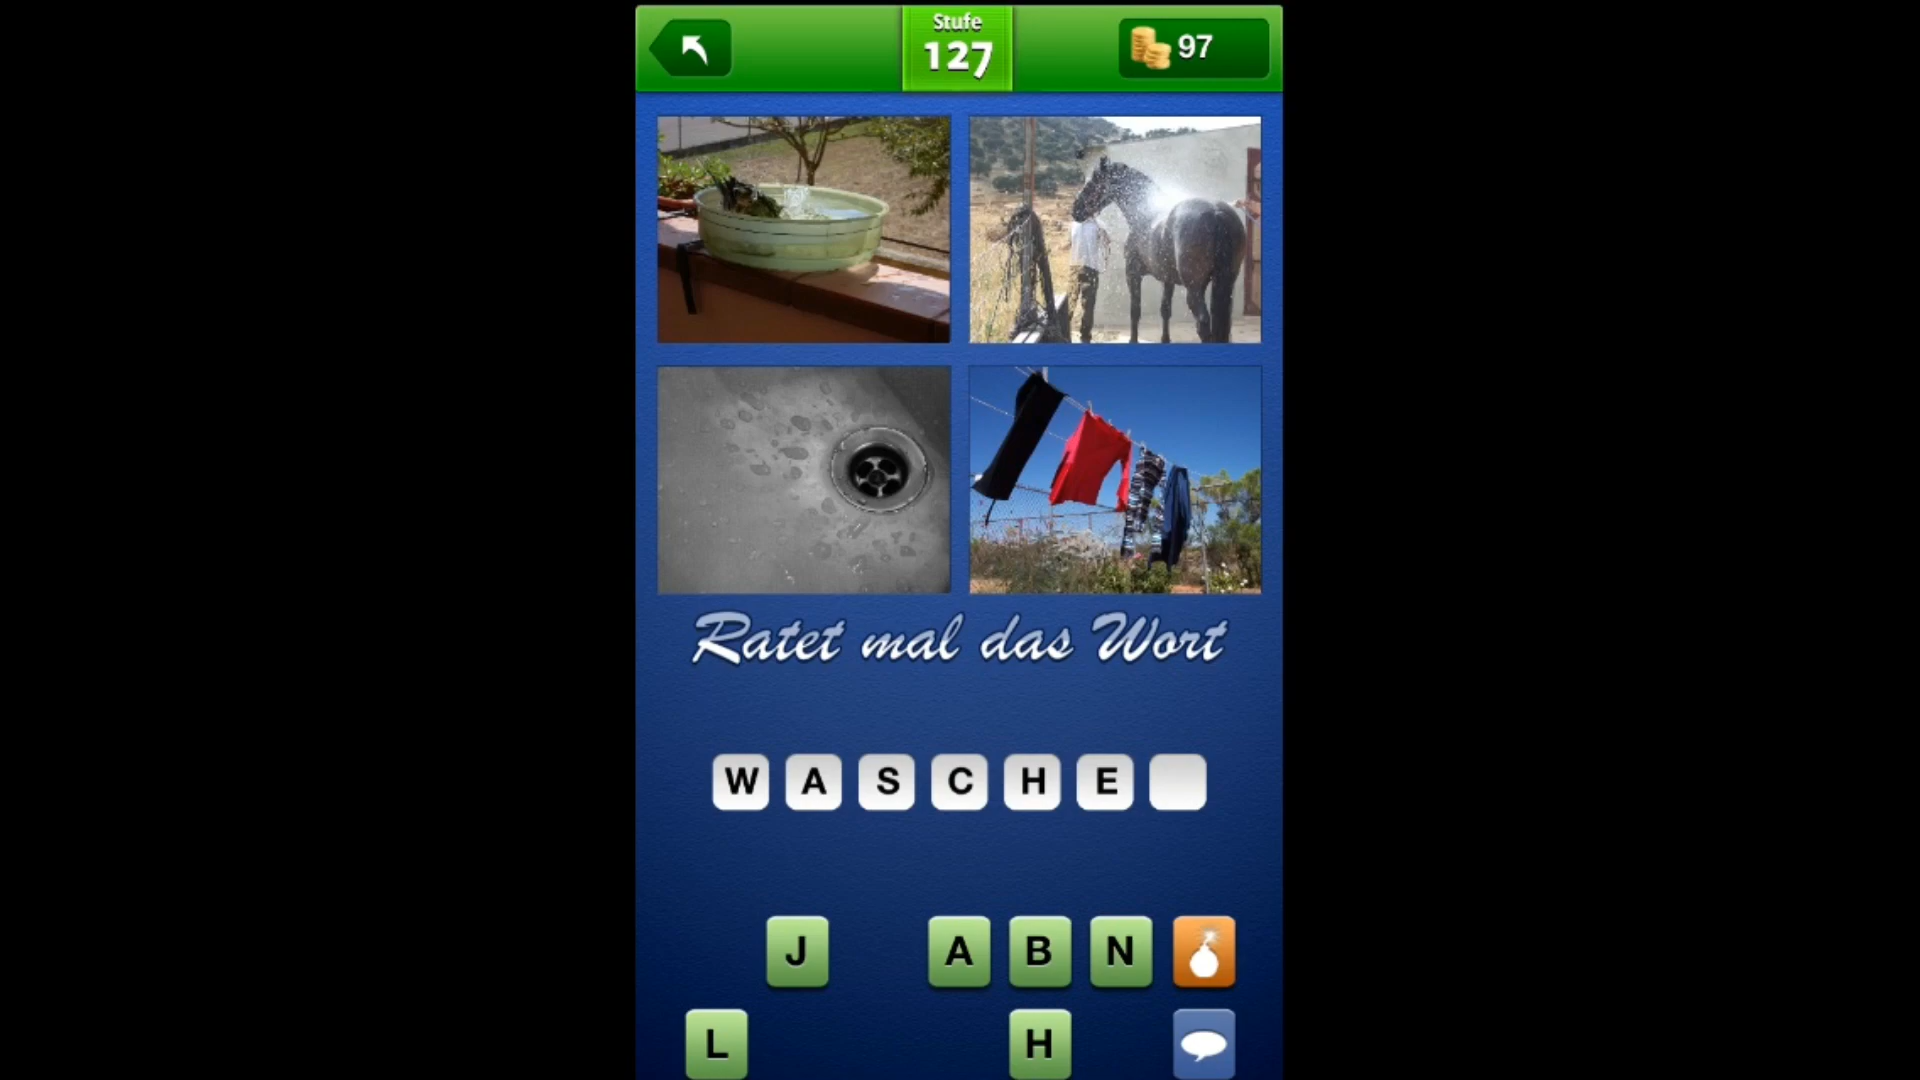 Stufe
127
97
Ratet mal das Wort
W A S C H E
J A B N
L H